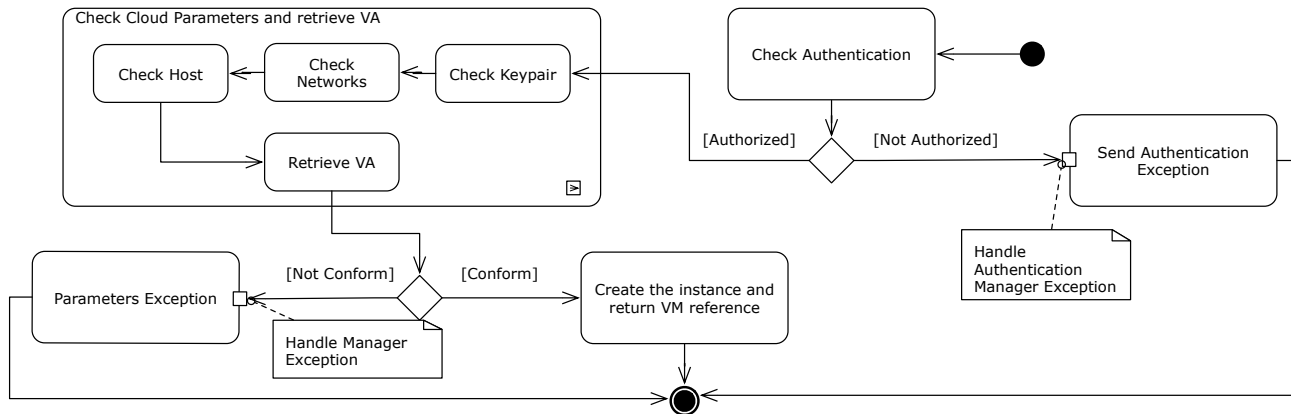 Check Cloud Parameters and retrieve VA
Check Host
Check
Networks
Check Keypair
Check Authentication
Retrieve VA
[Authorized]
[Not Authorized]
Send Authentication
Exception
Handle
Authentication
Manager Exception
Parameters Exception
[Not Conform]
[Conform]
Create the instance and
return VM reference
Handle Manager
Exception